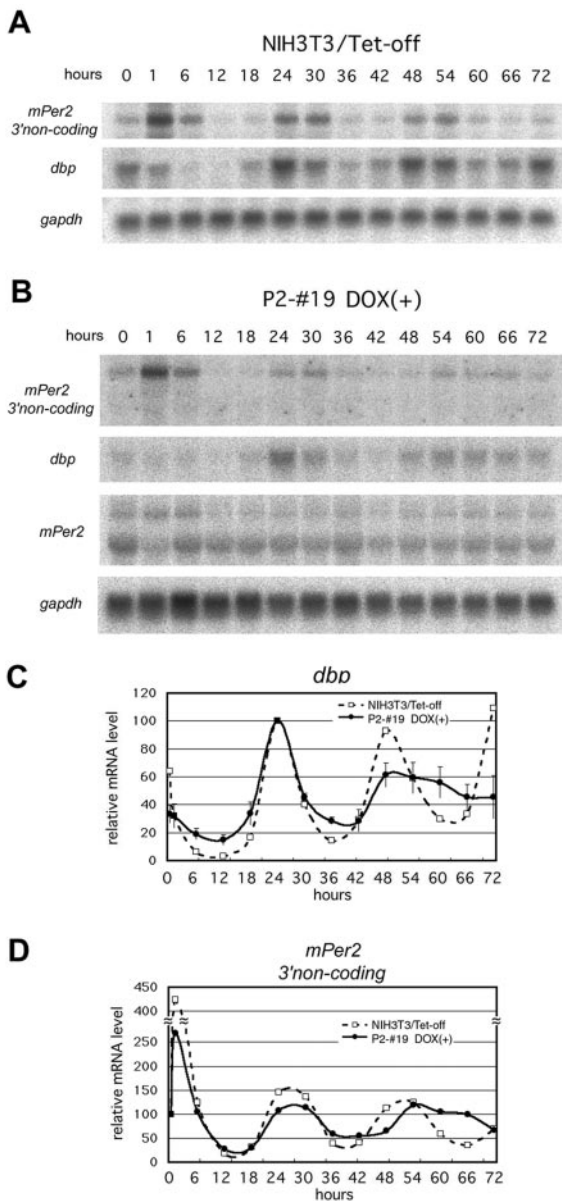 A
NIH3T3/Tet-off
hours 0 1 6 12 18 24 30 36 42 48 54 60 66 72
mPer2
3'non-coding
dbp
gapdh
B
P2-#19 DOX(+)
hours 0 1 6 12 18 24 30 36 42 48 54 60 66 72
mPer2
3'non-coding
dbp
mPer2
gapdh
C
dbp
120
100
80
60
40
20
0
relative mRNA level
NIH3T3/Tet-off
P2-#19 DOX(+)
0 6 12 18 24 30 36 42 48 54 60 66 72
hours
D
mPer2
3'non-coding
450
400
250
200
150
100
50
0
relative mRNA level
NIH3T3/Tet-off
P2-#19 DOX(+)
0 6 12 18 24 30 36 42 48 54 60 66 72
hours